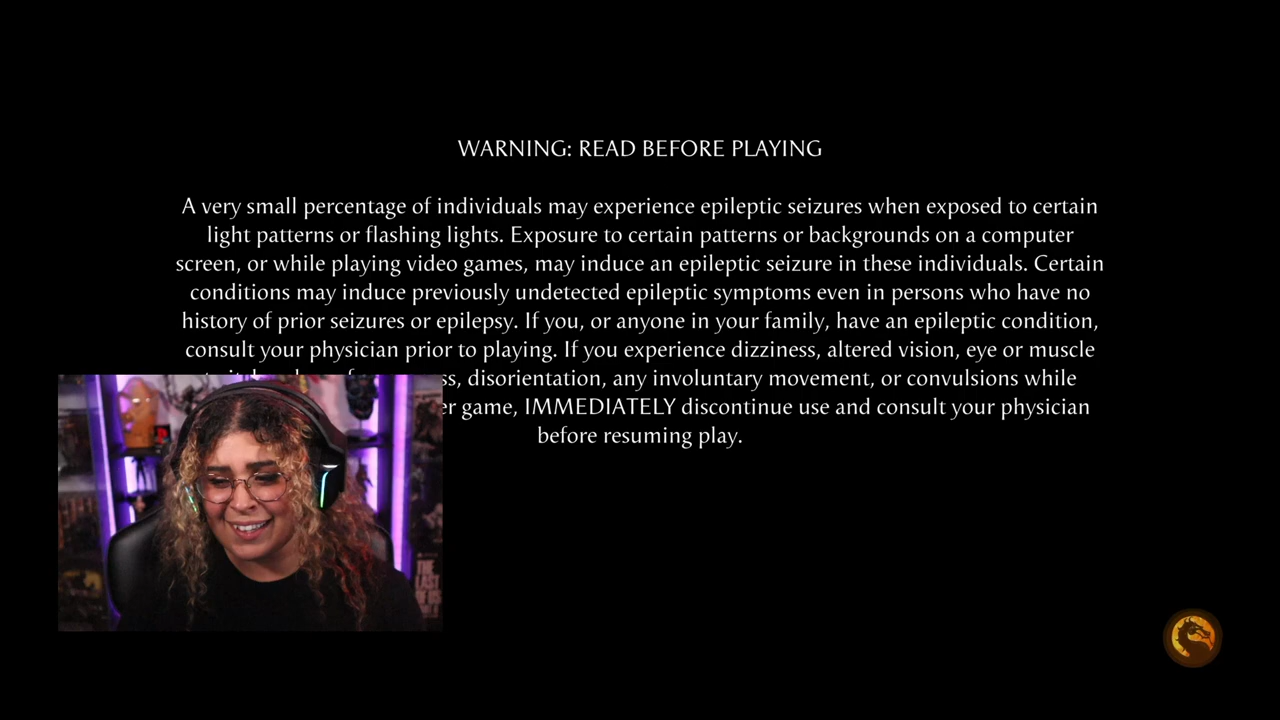 WARNING: READ BEFORE PLAYING
A very small percentage of individuals may experience epileptic seizures when exposed to certain
light patterns or flashing lights. Exposure to certain patterns or backgrounds on a computer
screen, or while playing video games, may induce an epileptic seizure in these individuals. Certain
conditions may induce previously undetected epileptic symptoms even in persons who have no
history of prior seizures or epilepsy. If you, or anyone in your family, have an epileptic condition,
consult your physician prior to playing. If you experience dizziness, altered vision, eye or muscle
disorientation, any involuntary movement, or convulsions while
game, IMMEDIATELY discontinue use and consult your physician
before resuming play.
THE
LAST
OF US